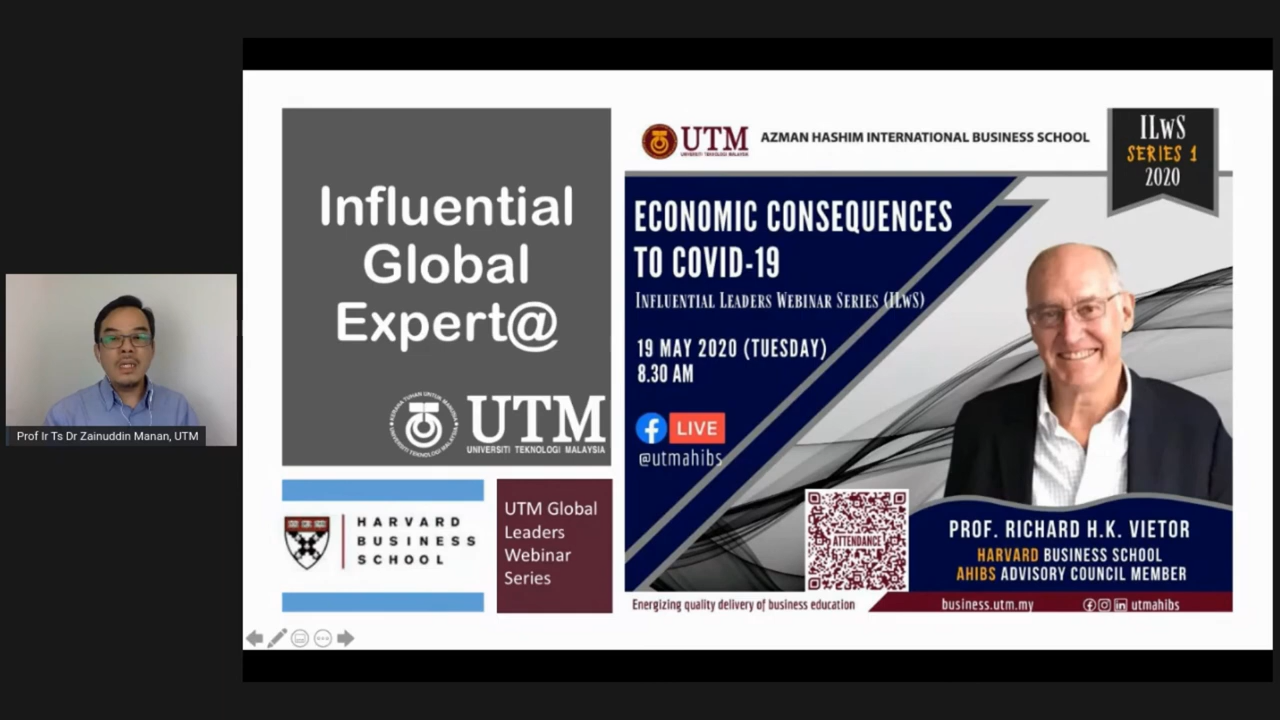 Prof Ir Ts Dr Zainuddin Manan, UTM
Influential
Global
Expert@
UTM
UNIVERSITI TEKNOLOGI MALAYSIA
HARVARD
BUSINESS
SCHOOL
UTM Global
Leaders
Webinar
Series
UTM
UNIVERSITI TEKNOLOGI MALAYSIA
AZMAN HASHIM INTERNATIONAL BUSINESS SCHOOL
ILWS
SERIES 1
2020
ECONOMIC CONSEQUENCES
TO COVID-19
INFLUENTIAL LEADERS WEBINAR SERIES (ILWS)
19 MAY 2020 (TUESDAY)
8.30 AM
LIVE
@utmahibs
ATTENDANCE
PROF. RICHARD H.K. VIETOR
HARVARD BUSINESS SCHOOL
AHIBS ADVISORY COUNCIL MEMBER
Energizing quality delivery of business education
business.utm.my
utmahibs